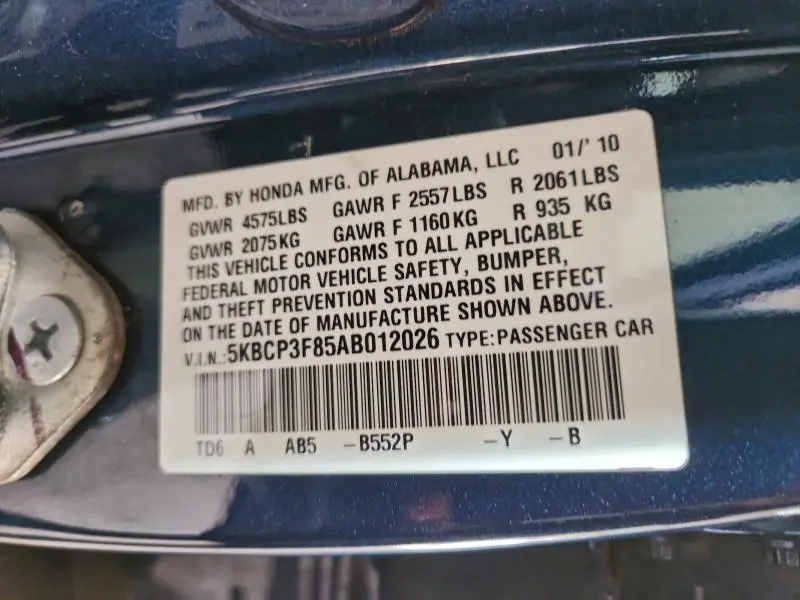 MFD. BY HONDA MFG. OF ALABAMA, LLC 01/' 10
GVWR 4575LBS GAWR F 2557LBS R 2061LBS
GVWR 2075KG GAWR F 1160KG R 935 KG
THIS VEHICLE CONFORMS TO ALL APPLICABLE
FEDERAL MOTOR VEHICLE SAFETY, BUMPER,
AND THEFT PREVENTION STANDARDS IN EFFECT
ON THE DATE OF MANUFACTURE SHOWN ABOVE.
V.I.N.:5KBCP3F85AB012026 TYPE:PASSENGER CAR
TD6 A AB5 -B552P -Y -B